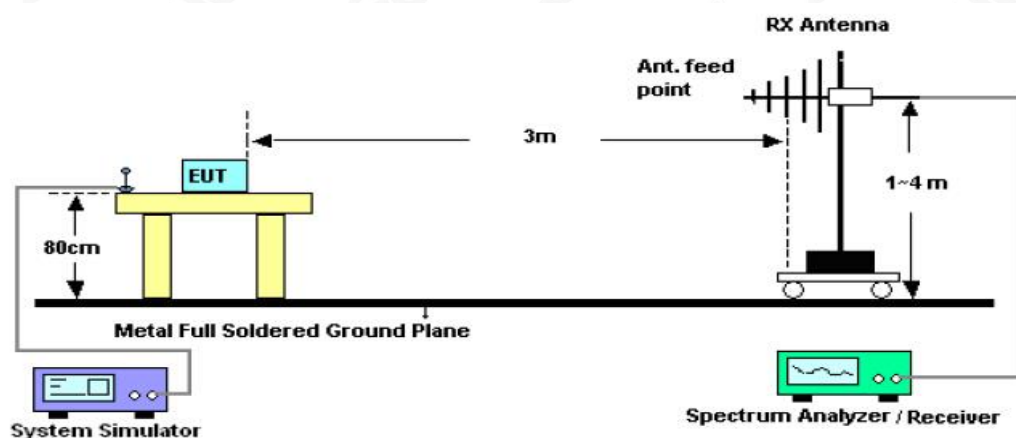 RX Antenna
Ant. feed
point
3m
EUT
1~4 m
80cm
Metal Full Soldered Ground Plane
System Simulator
Spectrum Analyzer / Receiver